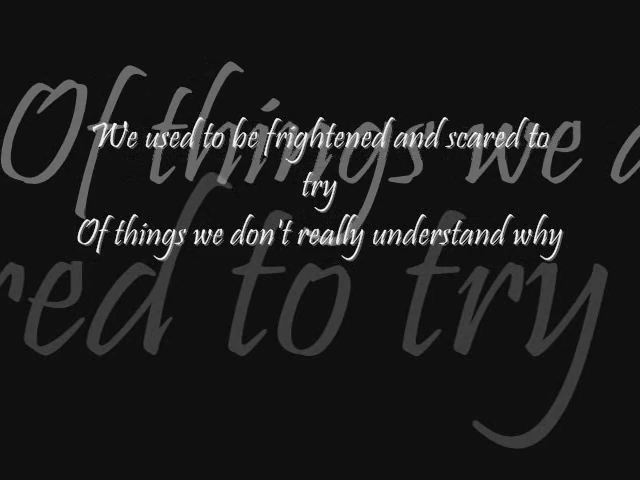 We used to be frightened and scared to
try
Of things we don't really understand why
Of things we d
red to try